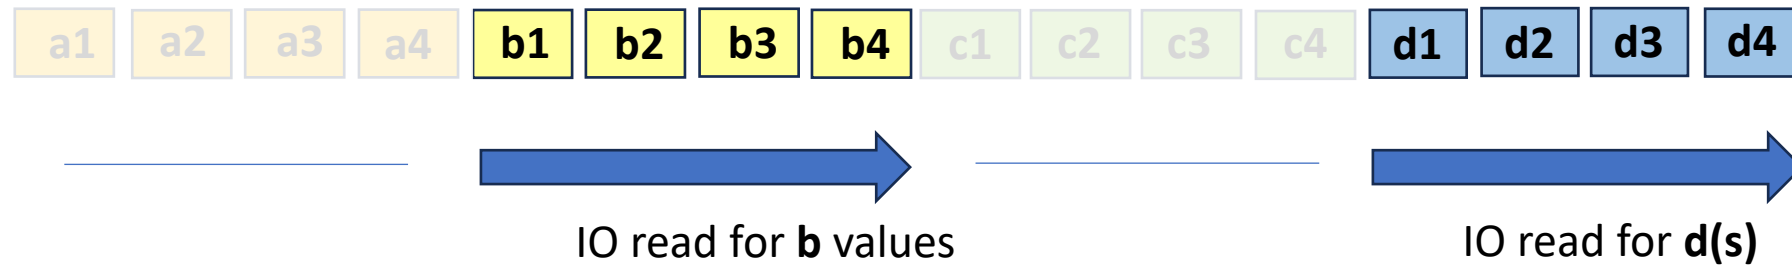 a1 a2 a3 a4 b1 b2 b3 b4 c1 c2 c3 c4 d1 d2 d3 d4
IO read for b values IO read for d(s)